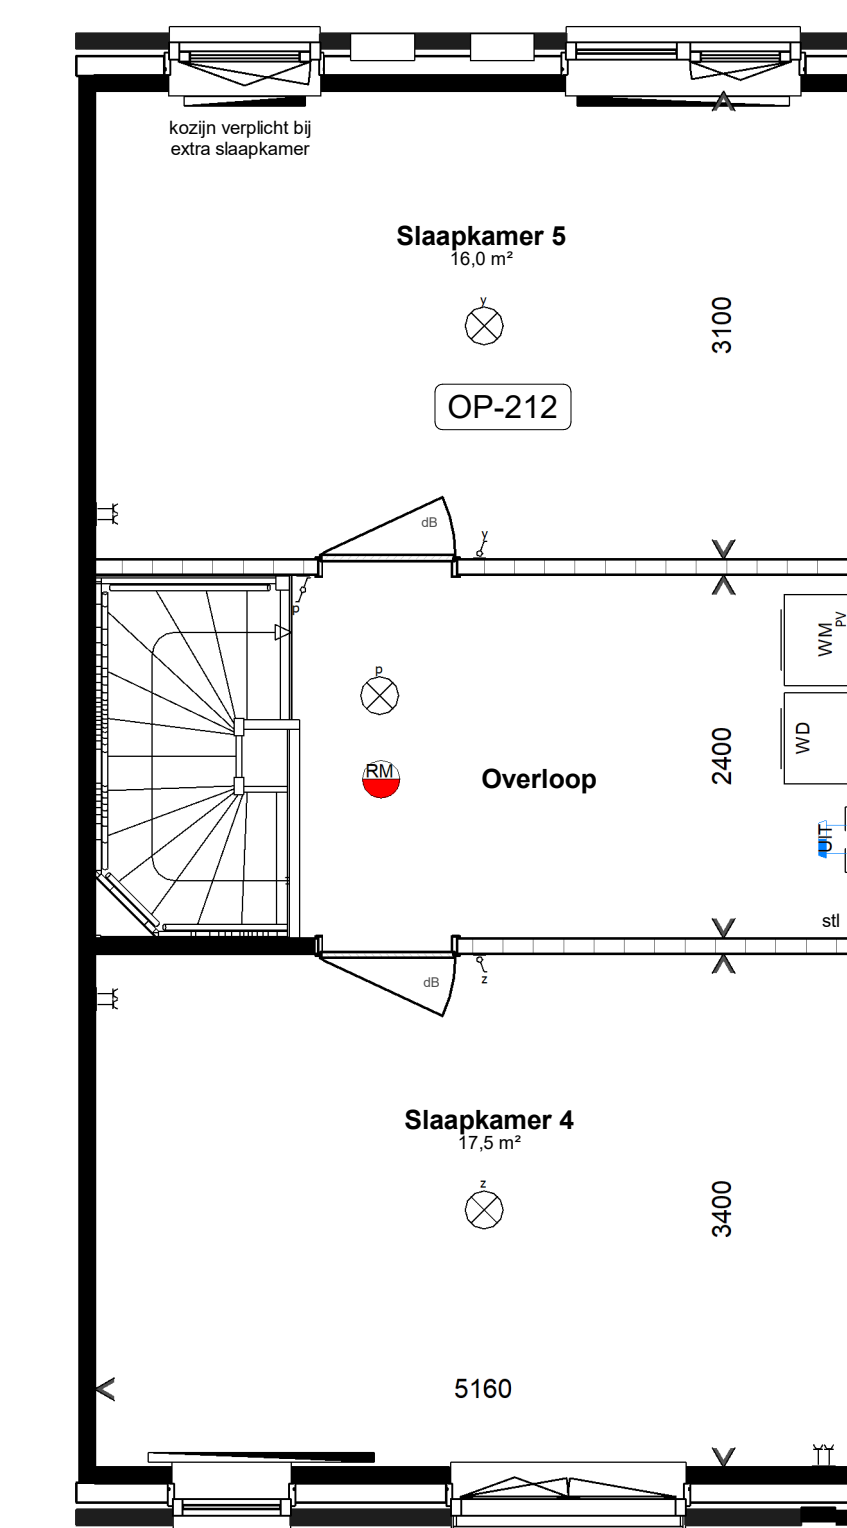 kozijn verplicht bij
extra slaapkamer
Slaapkamer 5
16,0 m²
y
3100
OP-212
dB
y
p
p
RM
Overloop
2400
WM
PV
WD
UIT
stl
dB
z
Slaapkamer 4
17,5 m²
z
3400
5160